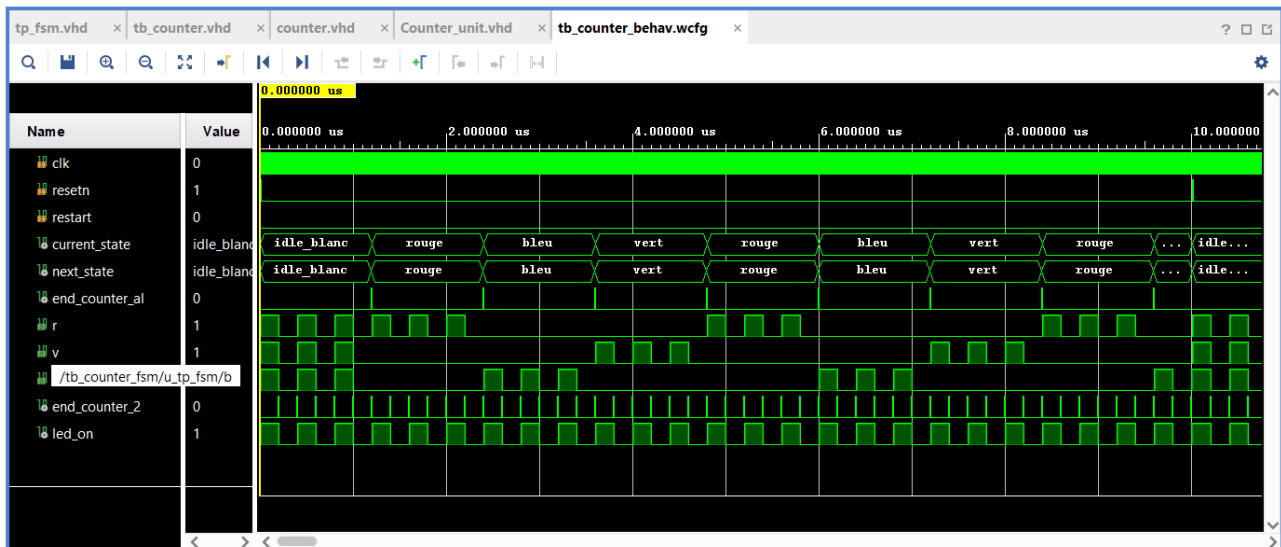 tp_fsm.vhd × tb_counter.vhd × counter.vhd × Counter_unit.vhd × tb_counter_behav.wcfg ×
0.000000 us
Name Value 0.000000 us 2.000000 us 4.000000 us 6.000000 us 8.000000 us 10.000000
clk 0
resetn 1
restart 0
current_state idle_blanc idle_blanc rouge bleu vert rouge bleu vert rouge ... idle...
next_state idle_blanc idle_blanc rouge bleu vert rouge bleu vert rouge ... idle...
end_counter_al 0
r 1
v 1
/tb_counter_fsm/u_tp_fsm/b
end_counter_2 0
led_on 1